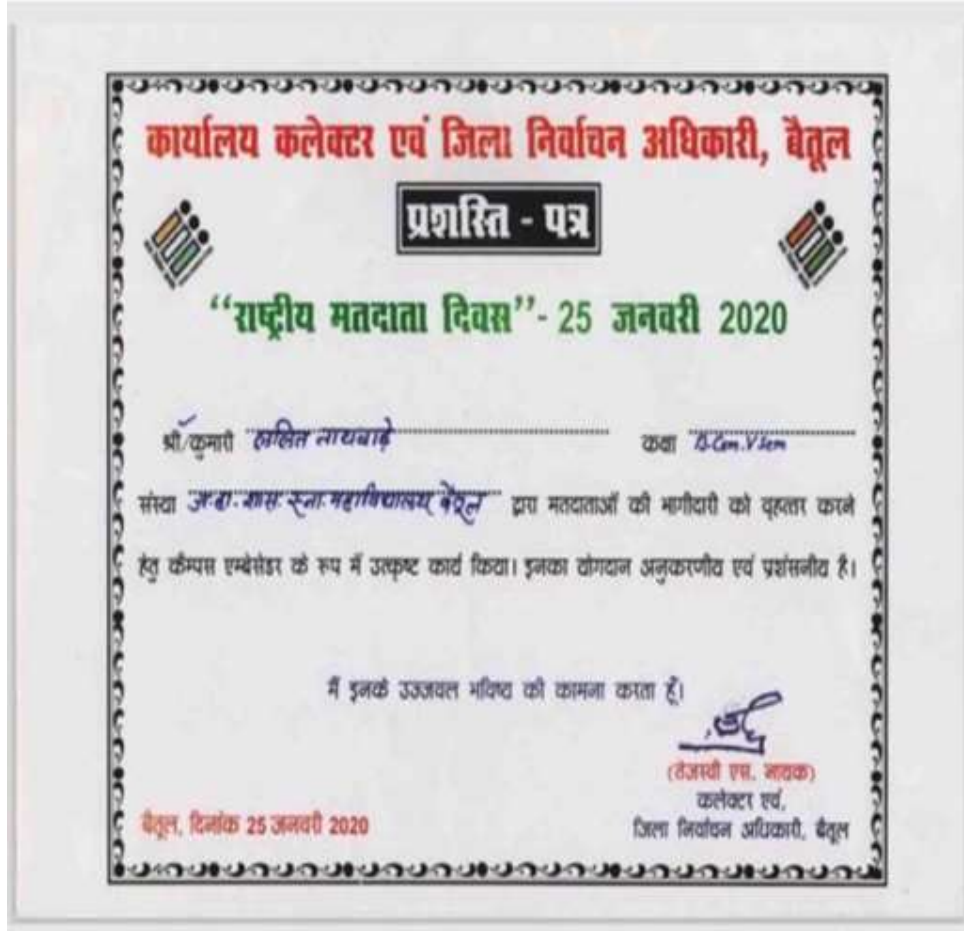 कार्यालय कलेक्टर एवं जिला निर्वाचन अधिकारी, बैतूल
प्रशस्ति - पत्र
“राष्ट्रीय मतदाता दिवस”- 25 जनवरी 2020
श्री/कुमारी ललित नायबाढ़े कक्षा B.Com. V Sem
संस्था ज.हा. शास. स्ना. महाविद्यालय बैतूल द्वारा मतदाताओं की भागीदारी को वृहत्तर करने
हेतु कैम्पस एम्बेसेडर के रूप में उत्कृष्ट कार्य किया। इनका योगदान अनुकरणीय एवं प्रशंसनीय है।
मैं इनके उज्जवल भविष्य की कामना करता हूँ।
(तेजस्वी एस. नायक)
कलेक्टर एवं,
जिला निर्वाचन अधिकारी, बैतूल
बैतूल, दिनांक 25 जनवरी 2020